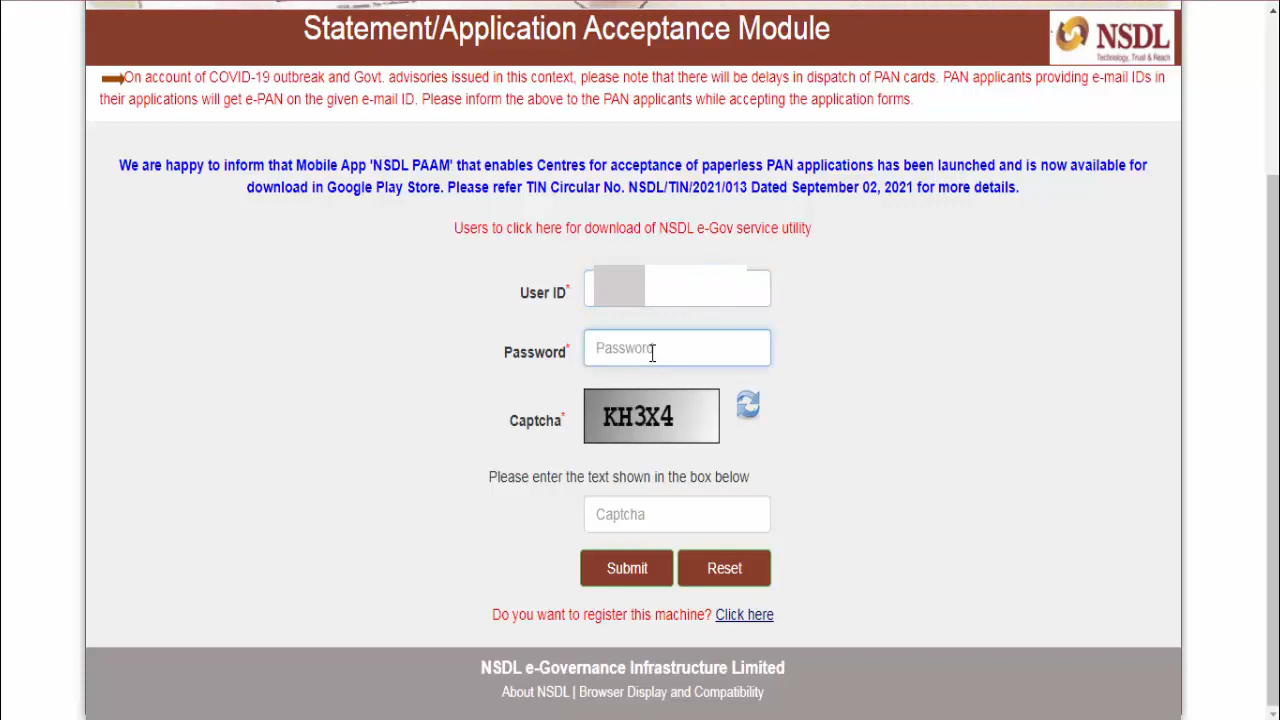 Statement/Application Acceptance Module
NSDL
Technology, Trust & Reach
On account of COVID-19 outbreak and Govt. advisories issued in this context, please note that there will be delays in dispatch of PAN cards. PAN applicants providing e-mail IDs in
their applications will get e-PAN on the given e-mail ID. Please inform the above to the PAN applicants while accepting the application forms.
We are happy to inform that Mobile App 'NSDL PAAM' that enables Centres for acceptance of paperless PAN applications has been launched and is now available for
download in Google Play Store. Please refer TIN Circular No. NSDL/TIN/2021/013 Dated September 02, 2021 for more details.
Users to click here for download of NSDL e-Gov service utility
User ID*
Password*
Password
Captcha*
KH3X4
Please enter the text shown in the box below
Captcha
Submit
Reset
Do you want to register this machine? Click here
NSDL e-Governance Infrastructure Limited
About NSDL | Browser Display and Compatibility